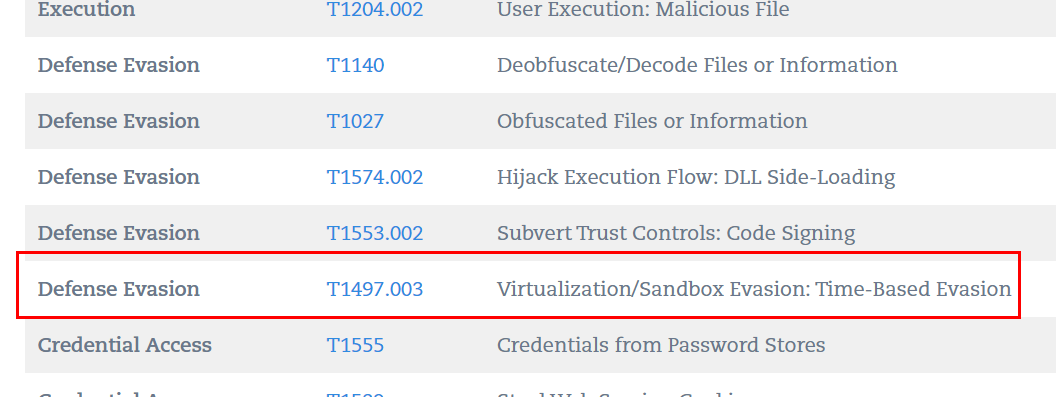 Execution T1204.002 User Execution: Malicious File
Defense Evasion T1140 Deobfuscate/Decode Files or Information
Defense Evasion T1027 Obfuscated Files or Information
Defense Evasion T1574.002 Hijack Execution Flow: DLL Side-Loading
Defense Evasion T1553.002 Subvert Trust Controls: Code Signing
Defense Evasion T1497.003 Virtualization/Sandbox Evasion: Time-Based Evasion
Credential Access T1555 Credentials from Password Stores